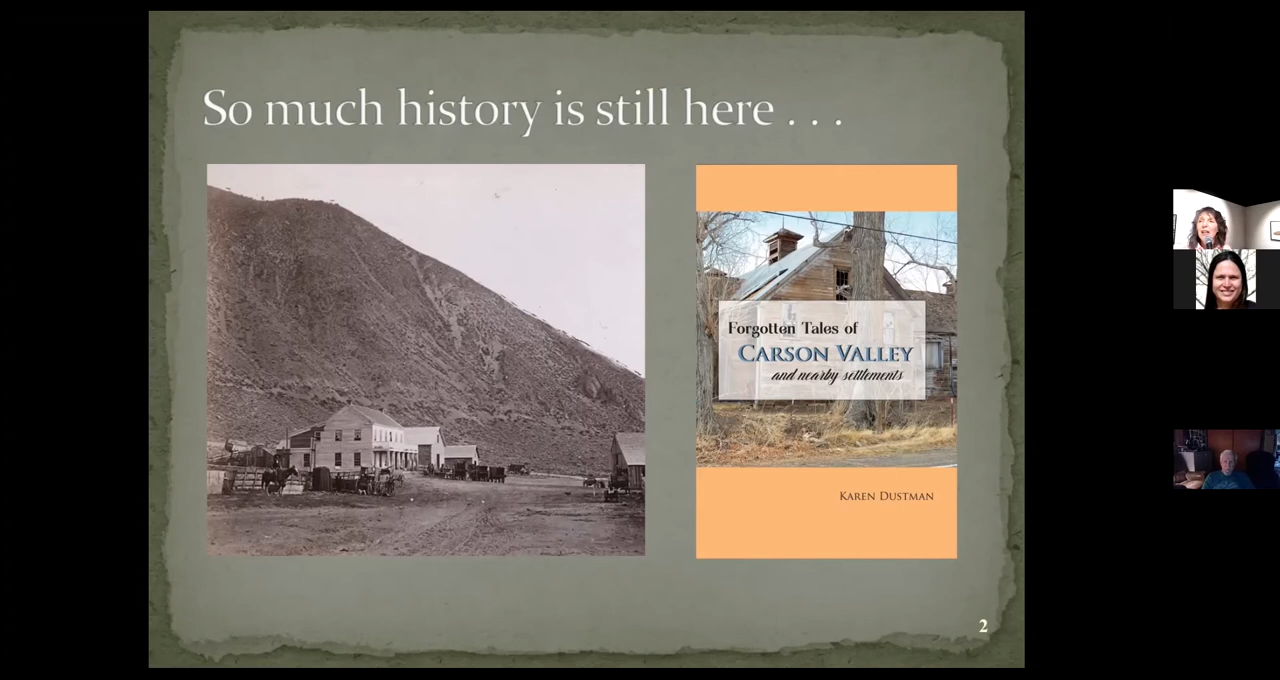 So much history is still here . . .
Forgotten Tales of
CARSON VALLEY
and nearby settlements
KAREN DUSTMAN
2